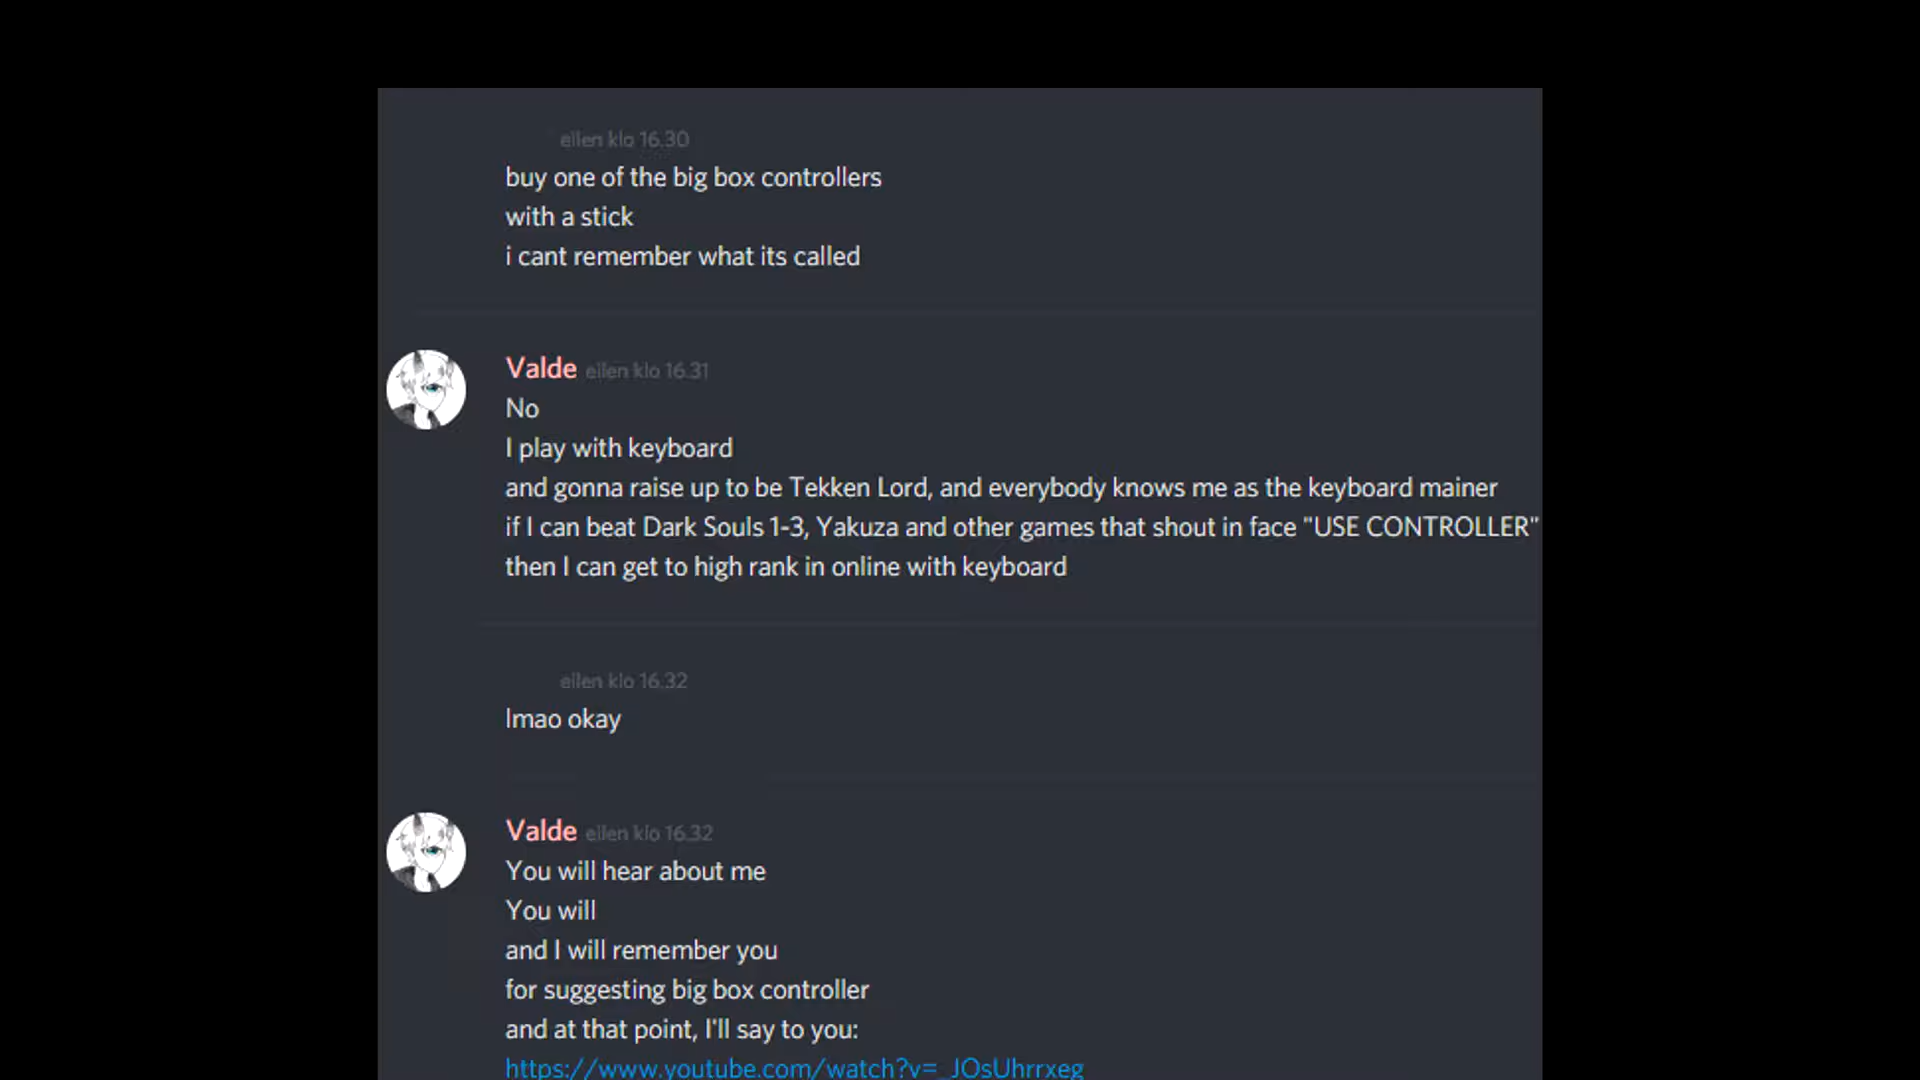 eilen klo 16.30
buy one of the big box controllers
with a stick
i cant remember what its called
Valde eilen klo 16.31
No
I play with keyboard
and gonna raise up to be Tekken Lord, and everybody knows me as the keyboard mainer
if I can beat Dark Souls 1-3, Yakuza and other games that shout in face "USE CONTROLLER"
then I can get to high rank in online with keyboard
eilen klo 16.32
lmao okay
Valde eilen klo 16.32
You will hear about me
You will
and I will remember you
for suggesting big box controller
and at that point, I'll say to you:
https://www.youtube.com/watch?v=_JOsUhrrxeg